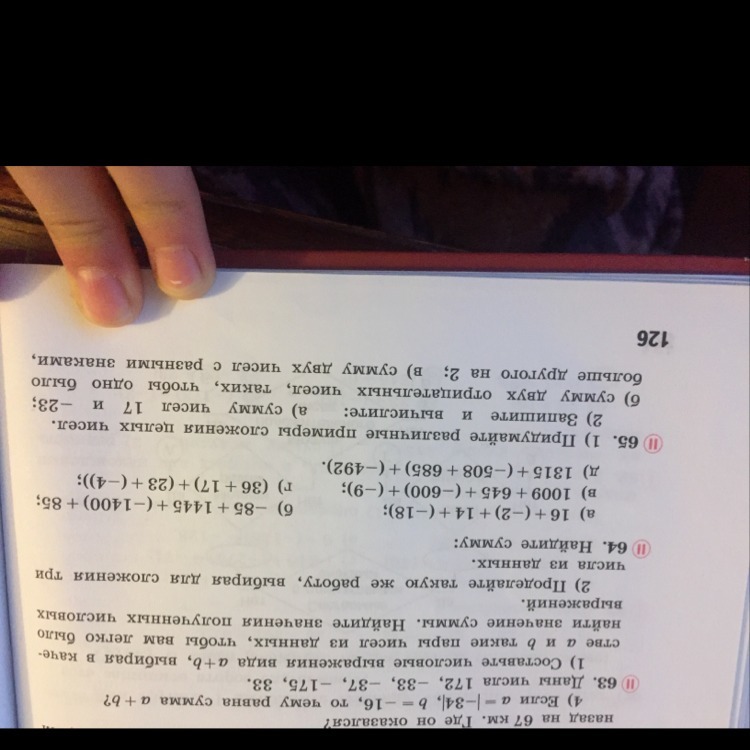 назад на 67 км. Где он оказался?
4) Если a = |−34|, b = −16, то чему равна сумма a + b?
63. Даны числа 172, −33, −37, −175, 33.
1) Составьте числовые выражения вида a+b, выбирая в каче-
стве a и b такие пары чисел из данных, чтобы вам легко было
найти значение суммы. Найдите значения полученных числовых
выражений.
2) Проделайте такую же работу, выбирая для сложения три
числа из данных.
64. Найдите сумму:
а) 16 + (−2) + 14 + (−18); б) −85 + 1445 + (−1400) + 85;
в) 1009 + 645 + (−600) + (−9); г) (36 + 17) + (23 + (−4));
д) 1315 + (−508 + 685) + (−492).
65. 1) Придумайте различные примеры сложения целых чисел.
2) Запишите и вычислите: а) сумму чисел 17 и −23;
б) сумму двух отрицательных чисел, таких, чтобы одно было
больше другого на 2; в) сумму двух чисел с разными знаками,
126